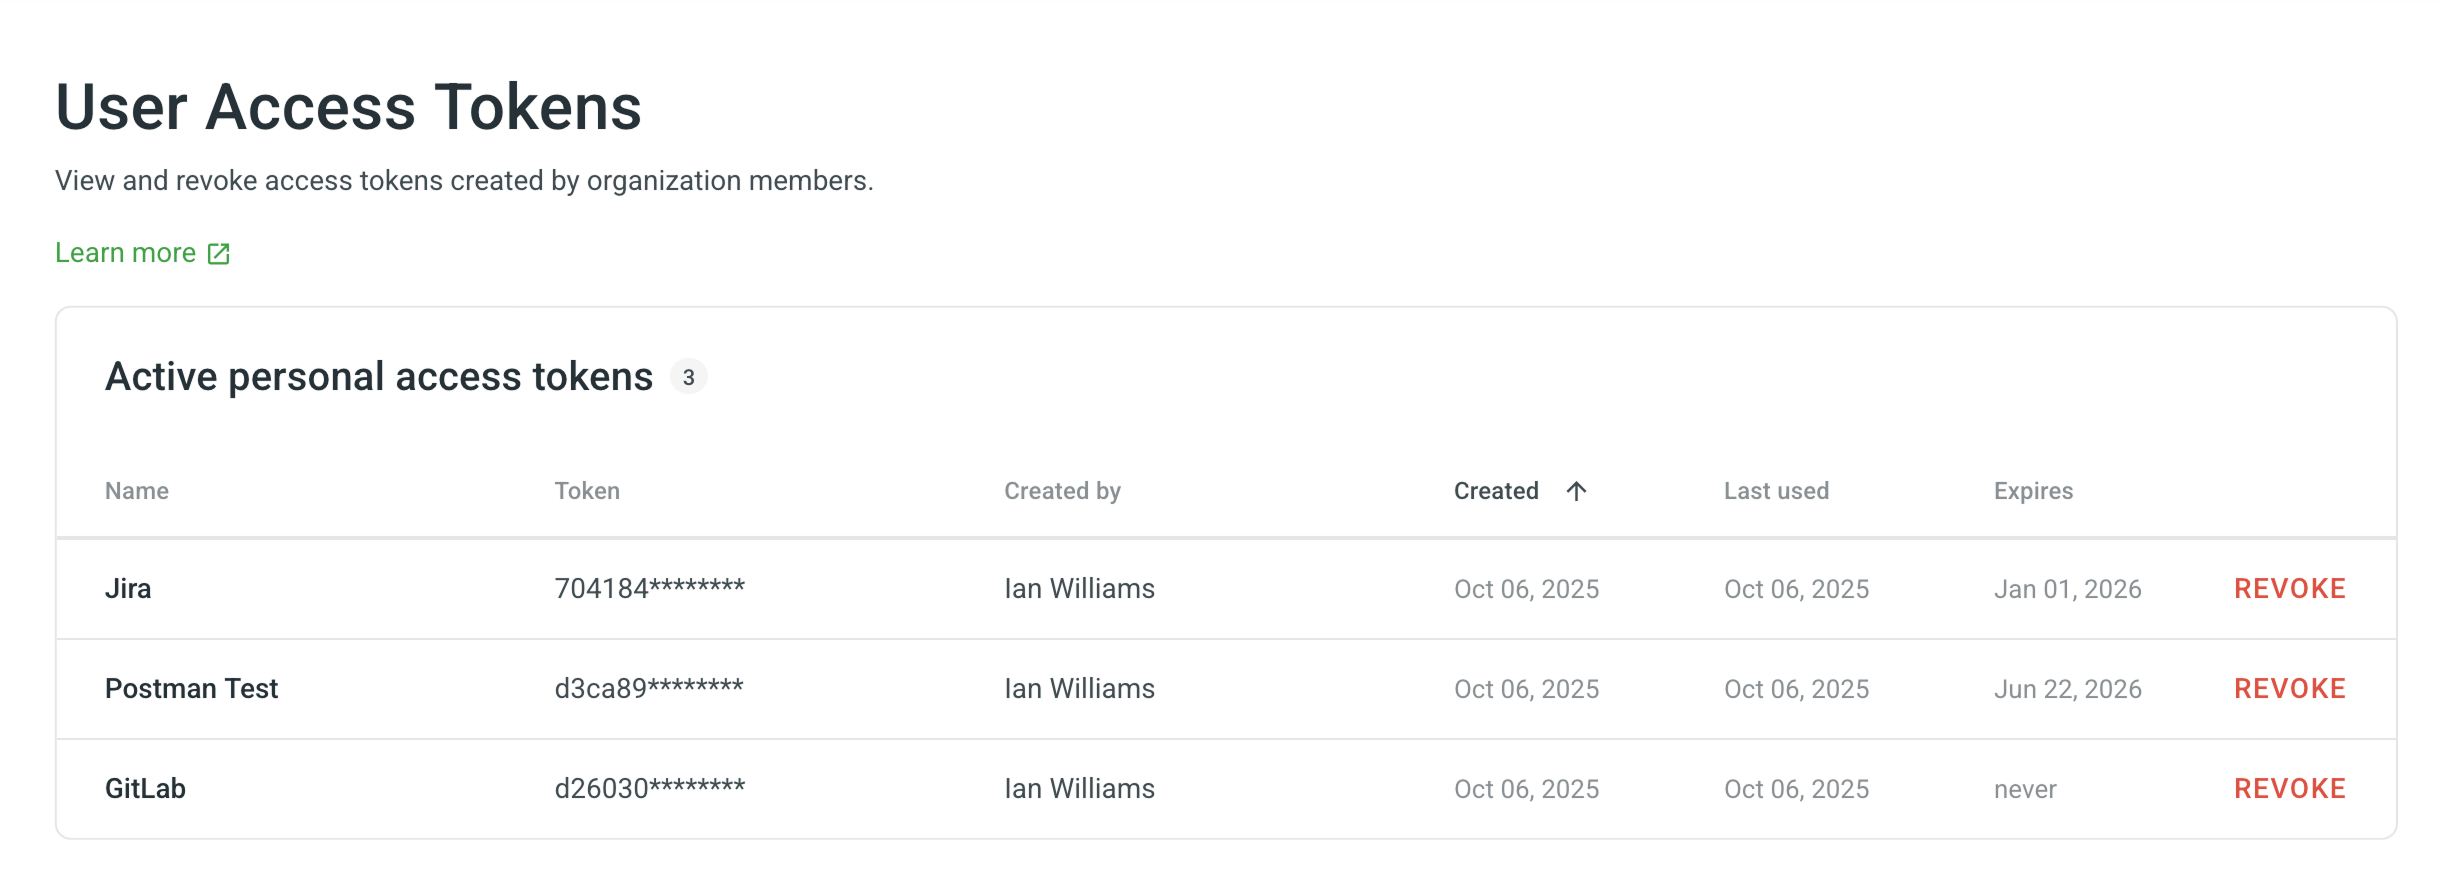 User Access Tokens
View and revoke access tokens created by organization members.
Learn more
Active personal access tokens 3
Name Token Created by Created Last used Expires
Jira 704184******** Ian Williams Oct 06, 2025 Oct 06, 2025 Jan 01, 2026 REVOKE
Postman Test d3ca89******** Ian Williams Oct 06, 2025 Oct 06, 2025 Jun 22, 2026 REVOKE
GitLab d26030******** Ian Williams Oct 06, 2025 Oct 06, 2025 never REVOKE